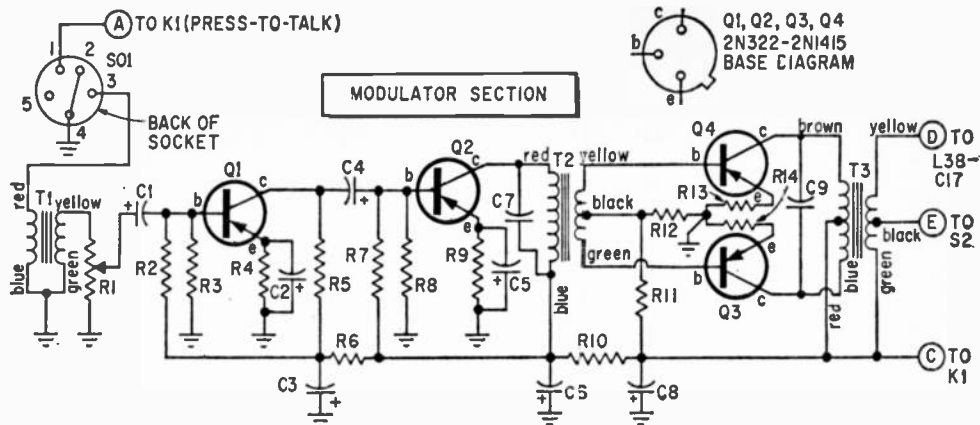 A TO K1 (PRESS-TO-TALK)
1
2
SO1
3
5
4
BACK OF
SOCKET
MODULATOR SECTION
c
b
e
Q1, Q2, Q3, Q4
2N322-2N1415
BASE DIAGRAM
red
T1
yellow
blue
green
R1
C1
+
R2
R3
Q1
b
c
e
R4
C2
+
R5
C4
+
R7
R8
Q2
b
c
e
R9
C5
+
C7
red
T2
blue
yellow
black
green
R12
R11
R13
R14
Q4
b
c
e
Q3
b
c
e
C9
brown
T3
blue
red
yellow
black
green
D TO
L38-
C17
E TO
S2
C TO
K1
R6
C3
+
R10
C6
+
C8
+